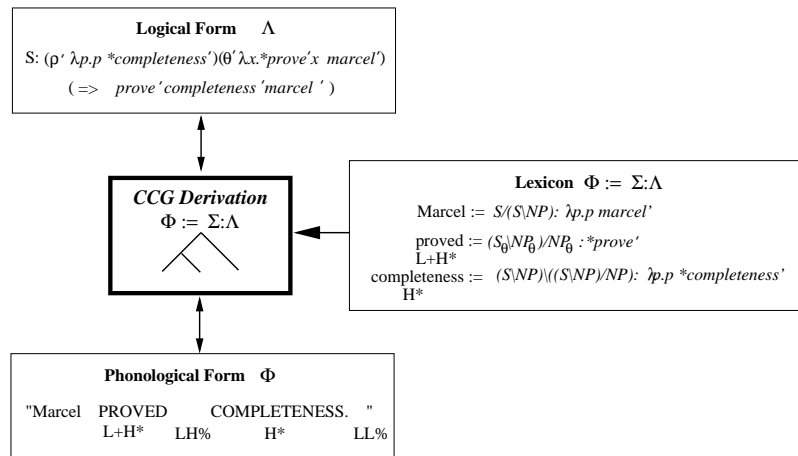 Logical Form Λ
S: (ρ′ λp.p *completeness′)(θ′ λx.*prove′x marcel′)
( => prove′completeness′marcel ′ )
CCG Derivation
Φ := Σ:Λ
Lexicon Φ := Σ:Λ
Marcel := S/(S\NP): λp.p marcel’
proved := (Sθ\NPθ)/NPθ : *prove‘
L+H*
completeness := (S\NP)\((S\NP)/NP): λp.p *completeness’
H*
Phonological Form Φ
"Marcel PROVED COMPLETENESS. "
L+H* LH% H* LL%